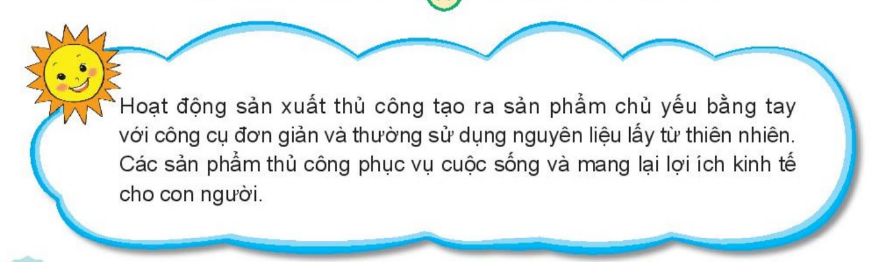 Hoạt động sản xuất thủ công tạo ra sản phẩm chủ yếu bằng tay
với công cụ đơn giản và thường sử dụng nguyên liệu lấy từ thiên nhiên.
Các sản phẩm thủ công phục vụ cuộc sống và mang lại lợi ích kinh tế
cho con người.